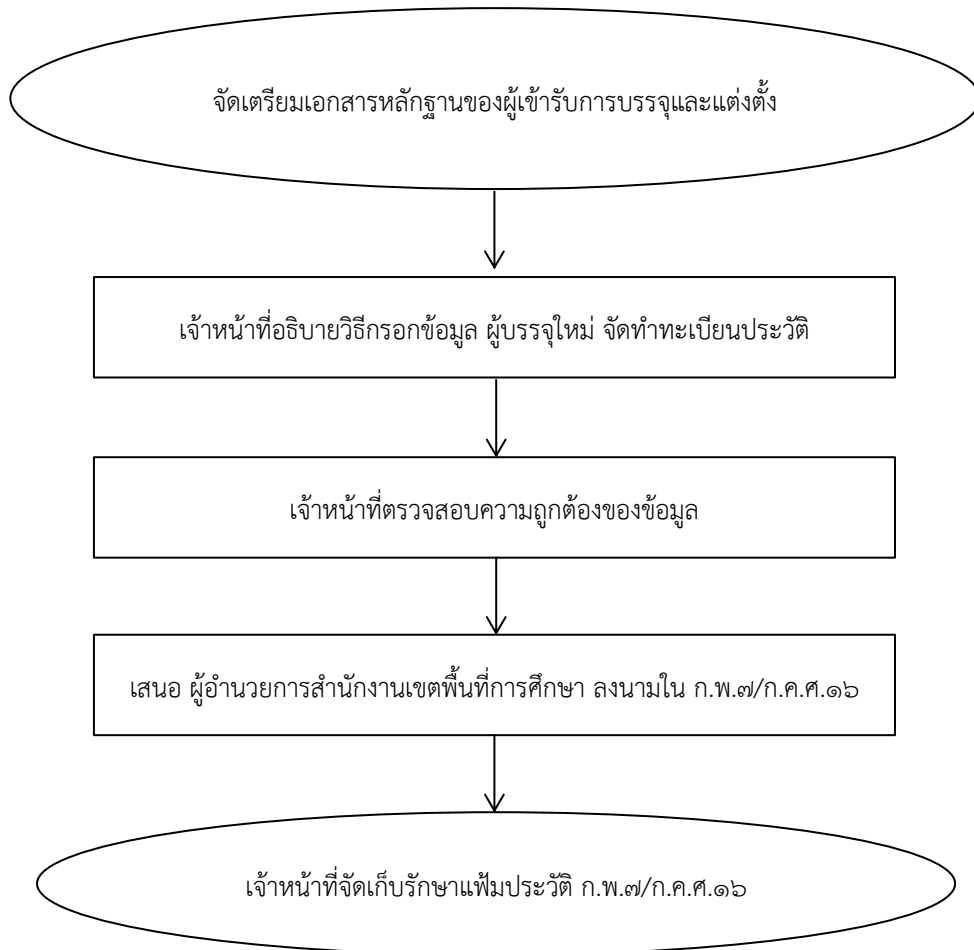 จัดเตรียมเอกสารหลักฐานของผู้เข้ารับการบรรจุและแต่งตั้ง
เจ้าหน้าที่อธิบายวิธีกรอกข้อมูล ผู้บรรจุใหม่ จัดทำทะเบียนประวัติ
เจ้าหน้าที่ตรวจสอบความถูกต้องของข้อมูล
เสนอ ผู้อำนวยการสำนักงานเขตพื้นที่การศึกษา ลงนามใน ก.พ.๗/ก.ค.ศ.๑๖
เจ้าหน้าที่จัดเก็บรักษาแฟ้มประวัติ ก.พ.๗/ก.ค.ศ.๑๖